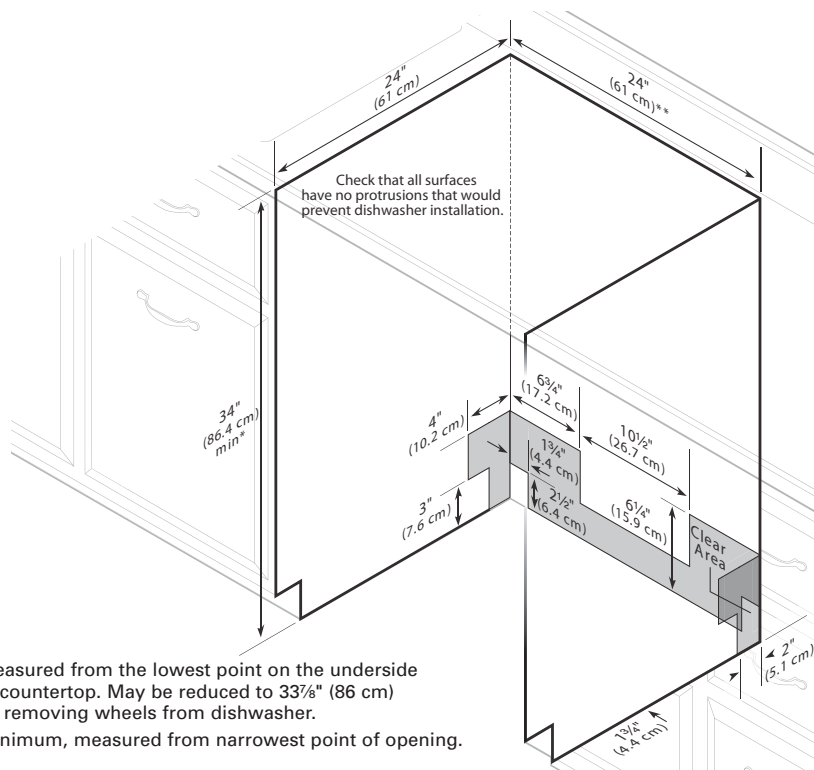 24"
(61 cm)
24"
(61 cm)**
Check that all surfaces
have no protrusions that would
prevent dishwasher installation.
34"
(86.4 cm)
min*
4"
(10.2 cm)
6¾"
(17.2 cm)
10½"
(26.7 cm)
1¾"
(4.4 cm)
3"
(7.6 cm)
2½"
(6.4 cm)
6¼"
(15.9 cm)
Clear
Area
2"
(5.1 cm)
1¾"
(4.4 cm)
easured from the lowest point on the underside
countertop. May be reduced to 33⅞" (86 cm)
removing wheels from dishwasher.
nimum, measured from narrowest point of opening.